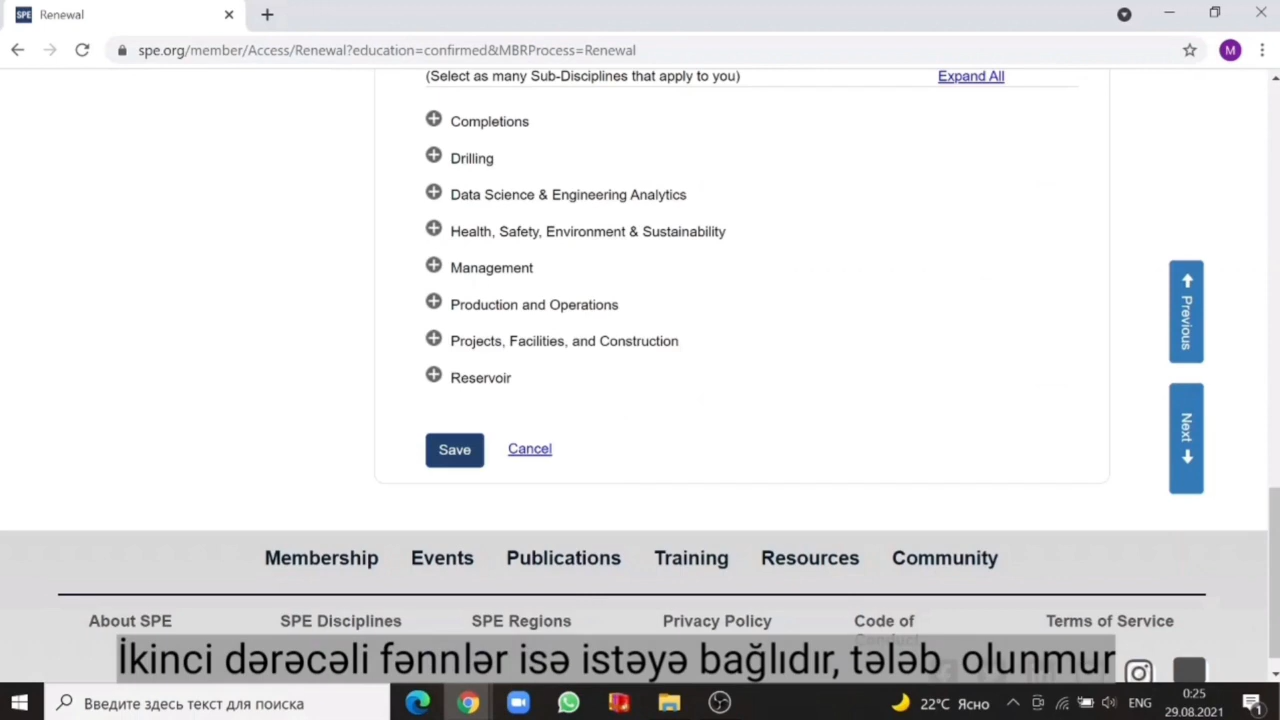 SPE Renewal
spe.org/member/Access/Renewal?education=confirmed&MBRProcess=Renewal
M
(Select as many Sub-Disciplines that apply to you) Expand All
Completions
Drilling
Data Science & Engineering Analytics
Health, Safety, Environment & Sustainability
Management
Production and Operations
Projects, Facilities, and Construction
Reservoir
Save Cancel
Previous
Next
Membership Events Publications Training Resources Community
About SPE SPE Disciplines SPE Regions Privacy Policy Code of Terms of Service
Conduct
İkinci dərəcəli fənnlər isə istəyə bağlıdır, tələb olunmur
Введите здесь текст для поиска 22°C Ясно ENG 0:25
29.08.2021 1